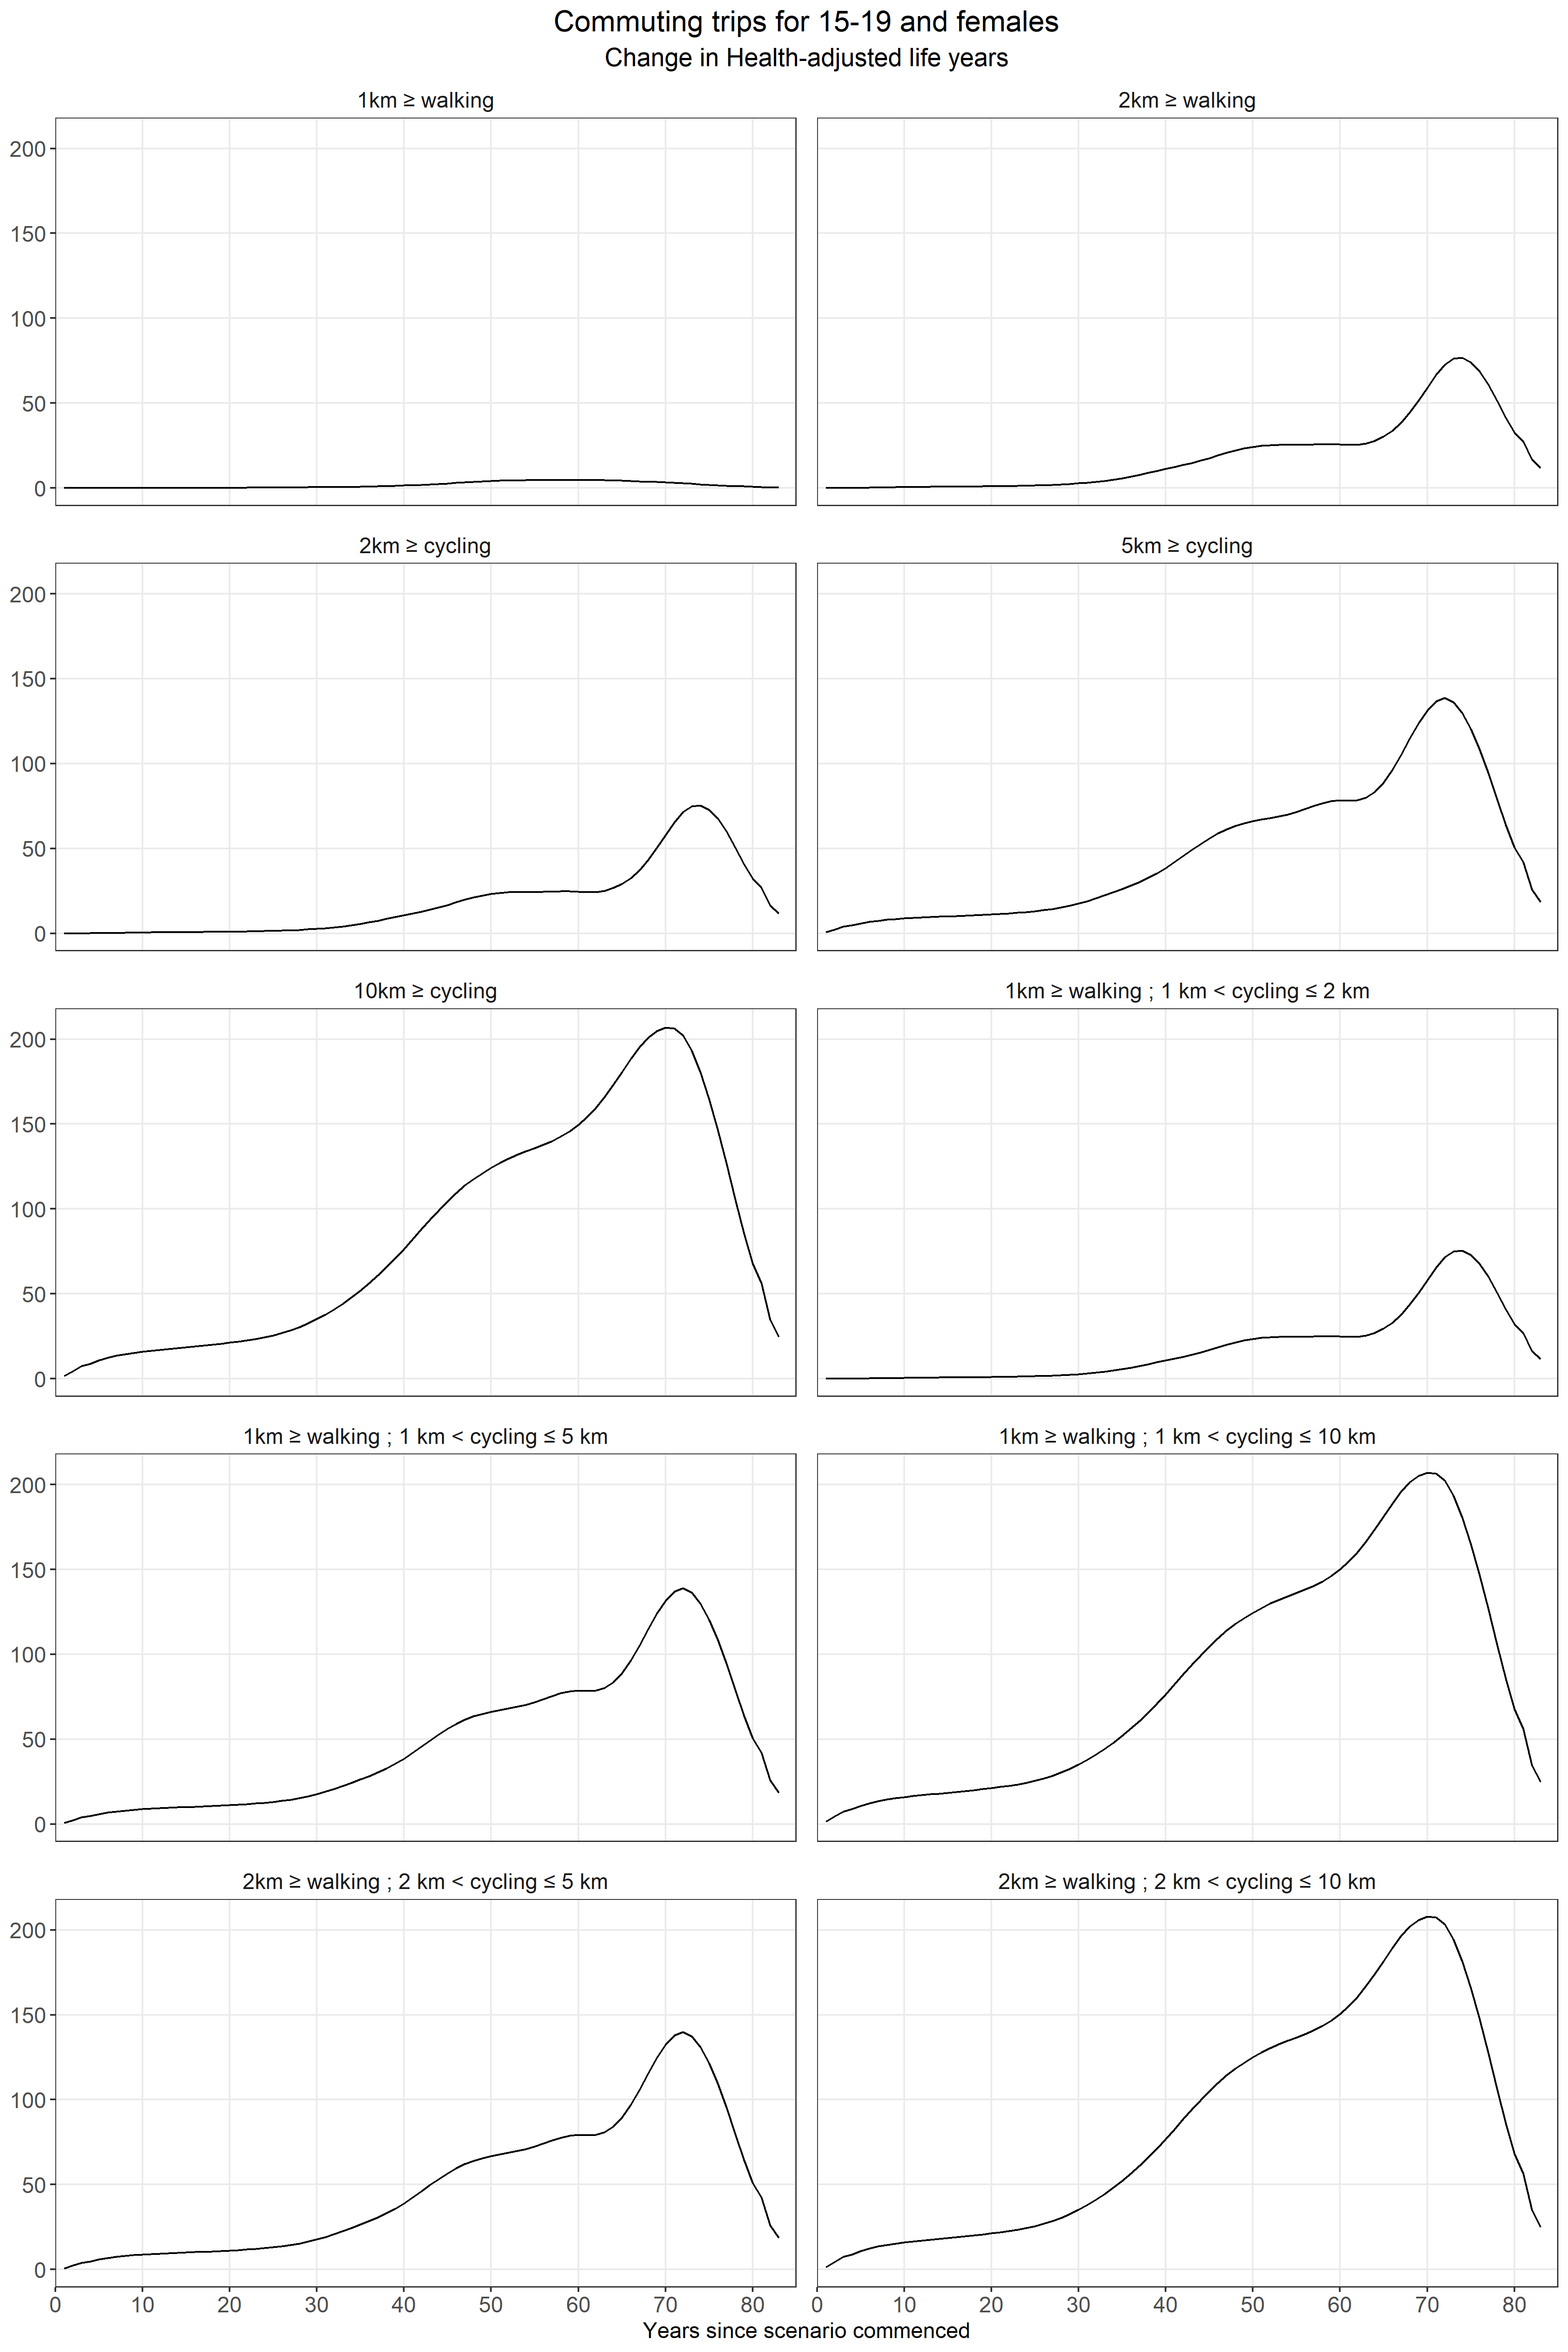 Commuting trips for 15-19 and females
Change in Health-adjusted life years
1km ≥ walking
2km ≥ walking
200
150
100
50
0
2km ≥ cycling
5km ≥ cycling
200
150
100
50
0
10km ≥ cycling
1km ≥ walking ; 1 km < cycling ≤ 2 km
200
150
100
50
0
1km ≥ walking ; 1 km < cycling ≤ 5 km
1km ≥ walking ; 1 km < cycling ≤ 10 km
200
150
100
50
0
2km ≥ walking ; 2 km < cycling ≤ 5 km
2km ≥ walking ; 2 km < cycling ≤ 10 km
200
150
100
50
0
0 10 20 30 40 50 60 70 80
0 10 20 30 40 50 60 70 80
Years since scenario commenced